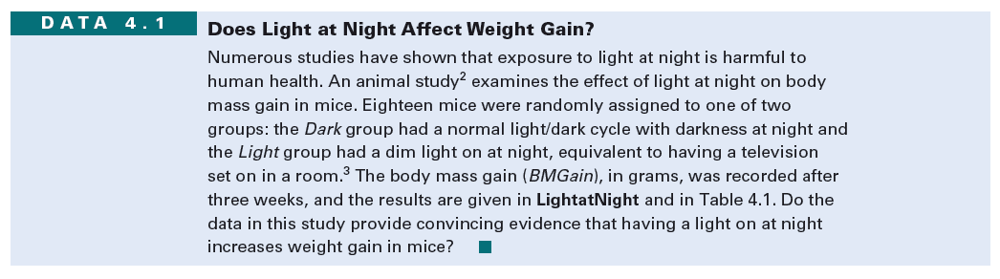 DATA 4.1
Does Light at Night Affect Weight Gain?
Numerous studies have shown that exposure to light at night is harmful to
human health. An animal study² examines the effect of light at night on body
mass gain in mice. Eighteen mice were randomly assigned to one of two
groups: the Dark group had a normal light/dark cycle with darkness at night and
the Light group had a dim light on at night, equivalent to having a television
set on in a room.³ The body mass gain (BMGain), in grams, was recorded after
three weeks, and the results are given in LightatNight and in Table 4.1. Do the
data in this study provide convincing evidence that having a light on at night
increases weight gain in mice?